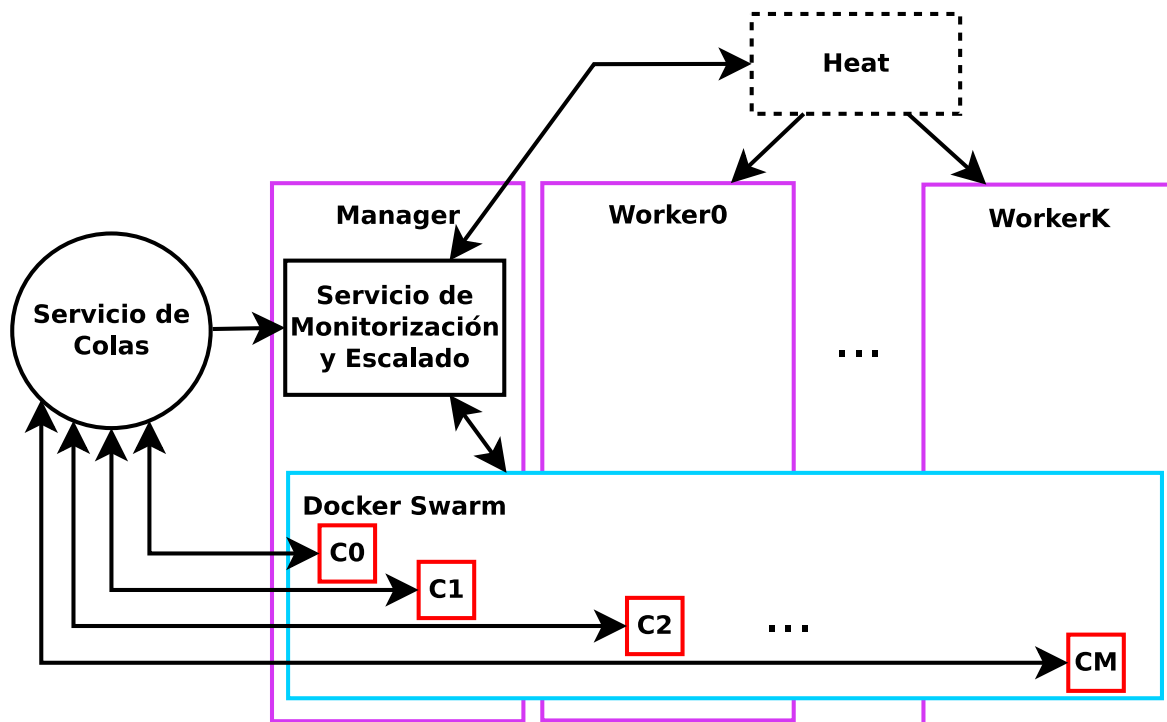 Heat
Manager
Worker0
WorkerK
Servicio de
Colas
Servicio de
Monitorización
y Escalado
...
Docker Swarm
C0
C1
C2
...
CM